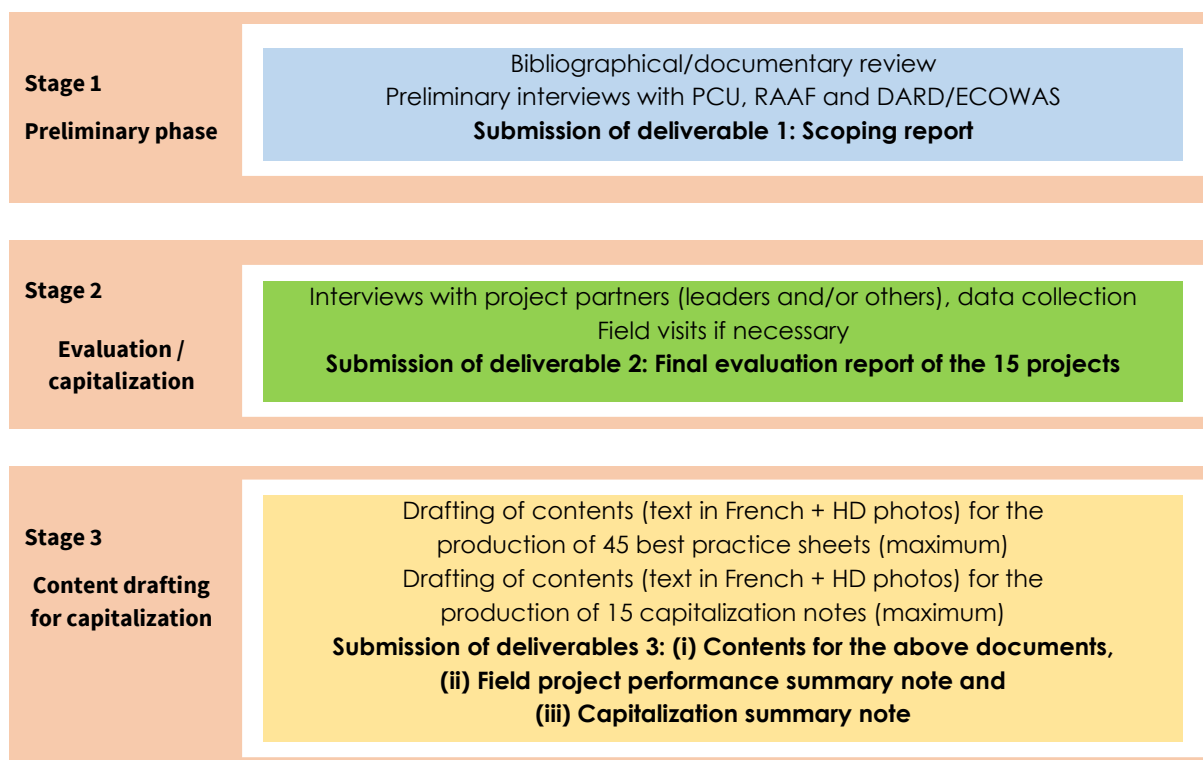 Stage 1
Preliminary phase
Bibliographical/documentary review
Preliminary interviews with PCU, RAAF and DARD/ECOWAS
Submission of deliverable 1: Scoping report
Stage 2
Evaluation /
capitalization
Interviews with project partners (leaders and/or others), data collection
Field visits if necessary
Submission of deliverable 2: Final evaluation report of the 15 projects
Stage 3
Content drafting
for capitalization
Drafting of contents (text in French + HD photos) for the
production of 45 best practice sheets (maximum)
Drafting of contents (text in French + HD photos) for the
production of 15 capitalization notes (maximum)
Submission of deliverables 3: (i) Contents for the above documents,
(ii) Field project performance summary note and
(iii) Capitalization summary note